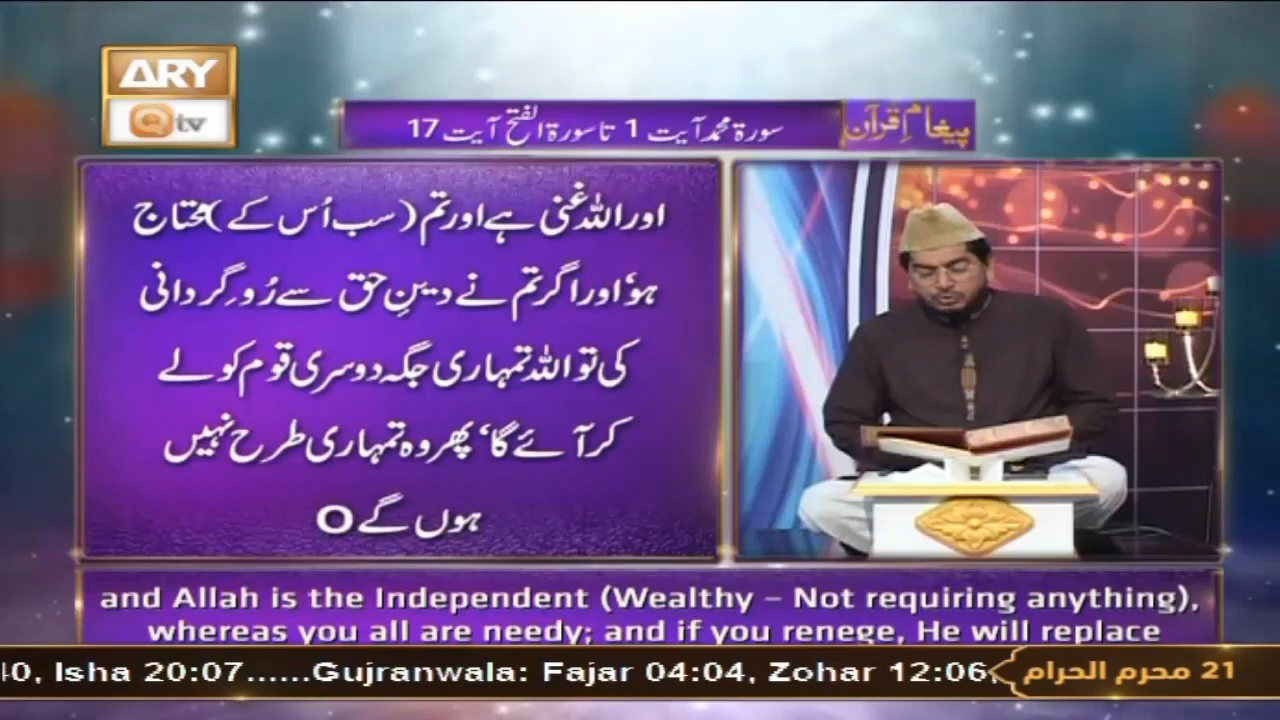 ARY
Qtv
پیغامِ قرآن
سورۃ محمد آیت 1 تا سورۃ الفتح آیت 17
اور اللہ غنی ہے اور تم (سب اُس کے) محتاج
ہو، اور اگر تم نے دینِ حق سے رُو گردانی
کی تو اللہ تمہاری جگہ دوسری قوم کو لے
کر آئے گا، پھر وہ تمہاری طرح نہیں
ہوں گے O
and Allah is the Independent (Wealthy – Not requiring anything),
whereas you all are needy; and if you renege, He will replace
40, Isha 20:07......Gujranwala: Fajar 04:04, Zohar 12:06,
21 محرم الحرام